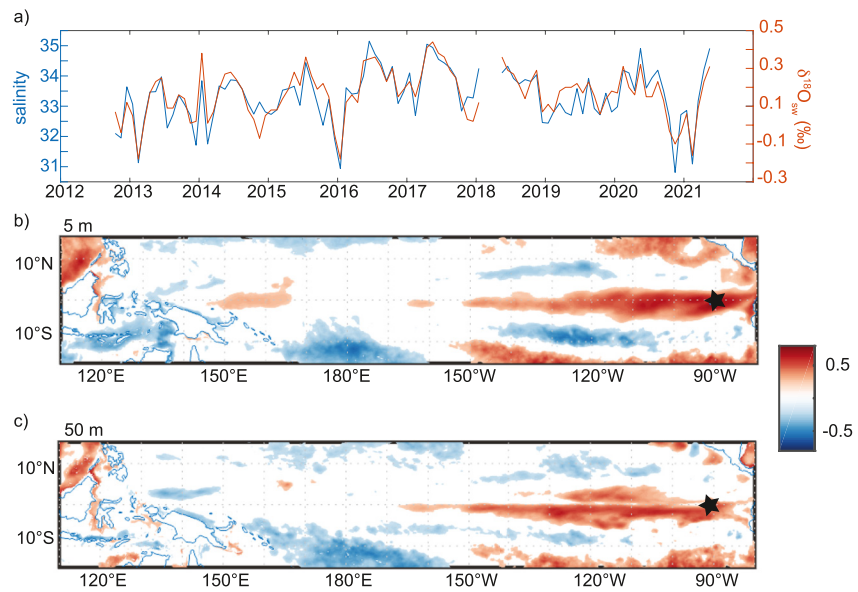 a)
35
34
33
32
31
salinity
0.5
0.3
0.1
-0.1
-0.3
δ18Osw (‰)
2012 2013 2014 2015 2016 2017 2018 2019 2020 2021
b)
5 m
10°N
10°S
120°E 150°E 180°E 150°W 120°W 90°W
0.5
-0.5
c)
50 m
10°N
10°S
120°E 150°E 180°E 150°W 120°W 90°W